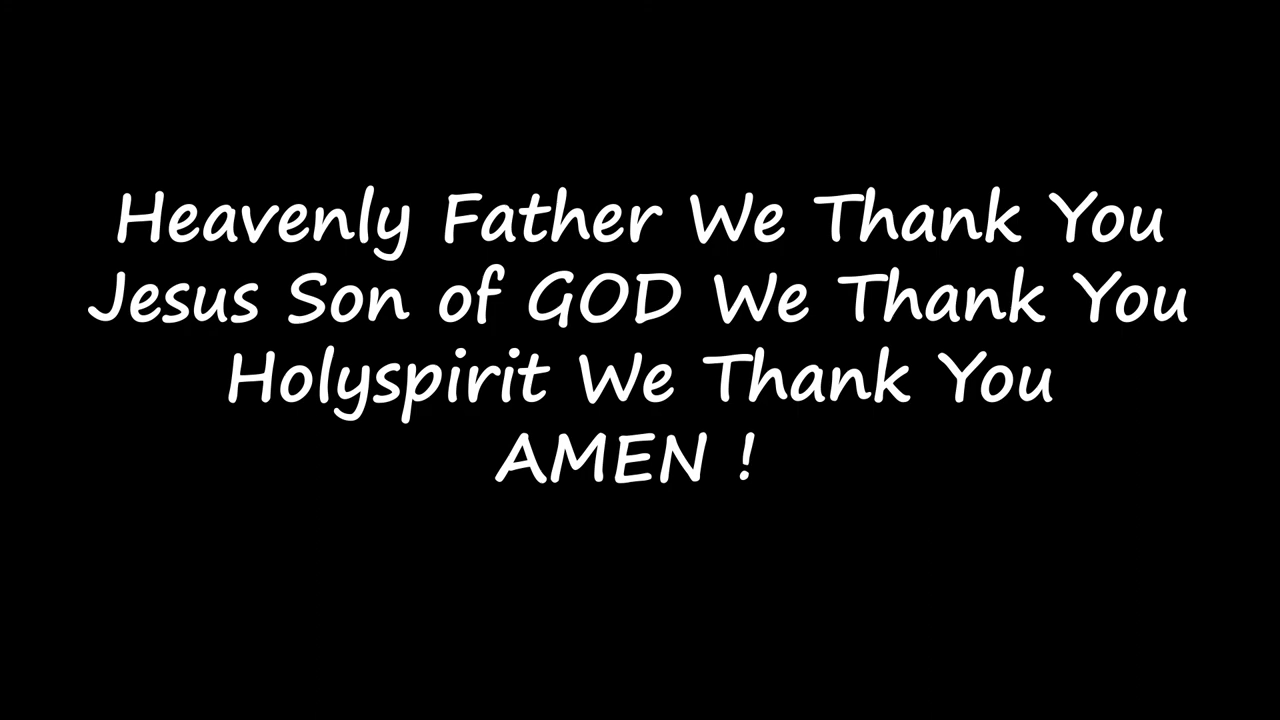 Heavenly Father We Thank You
Jesus Son of GOD We Thank You
Holyspirit We Thank You
AMEN !